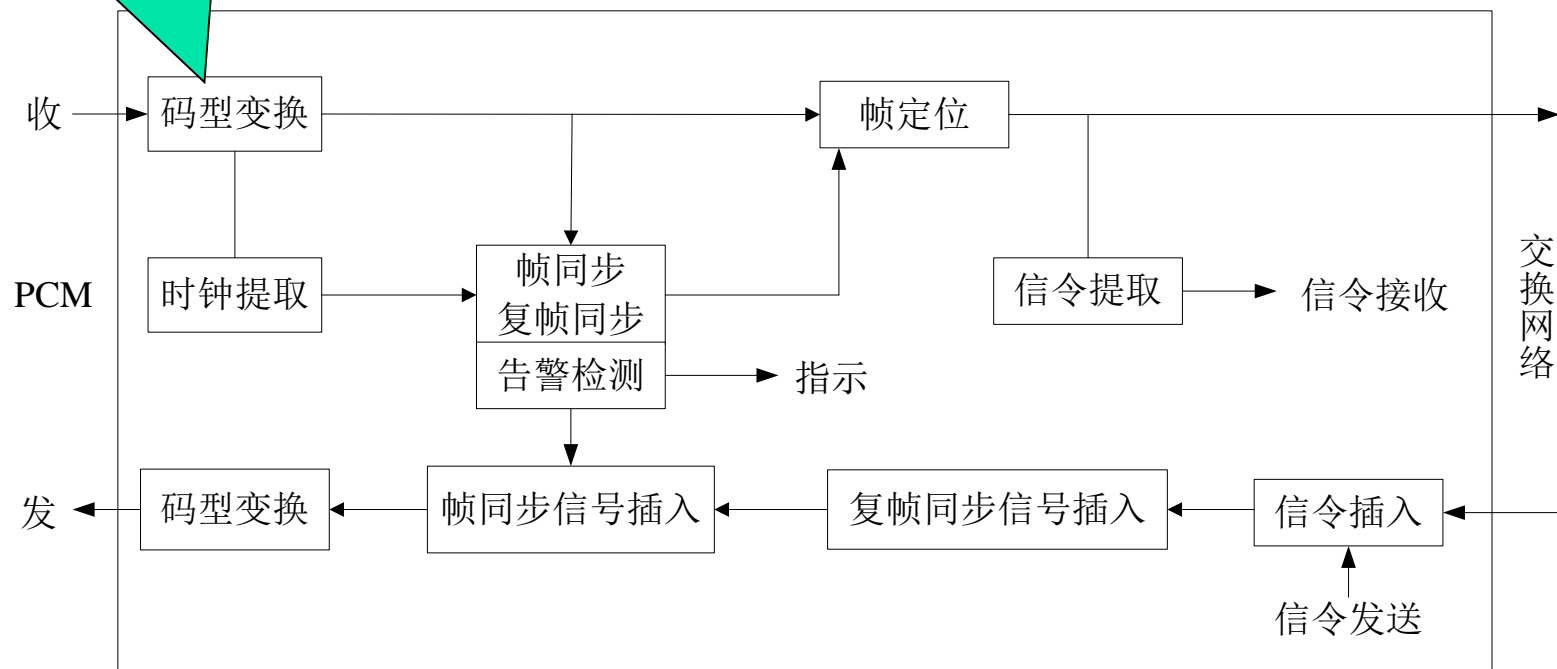 收
码型变换
帧定位
PCM
时钟提取
帧同步
复帧同步
告警检测
指示
信令提取
信令接收
交换网络
发
码型变换
帧同步信号插入
复帧同步信号插入
信令插入
信令发送